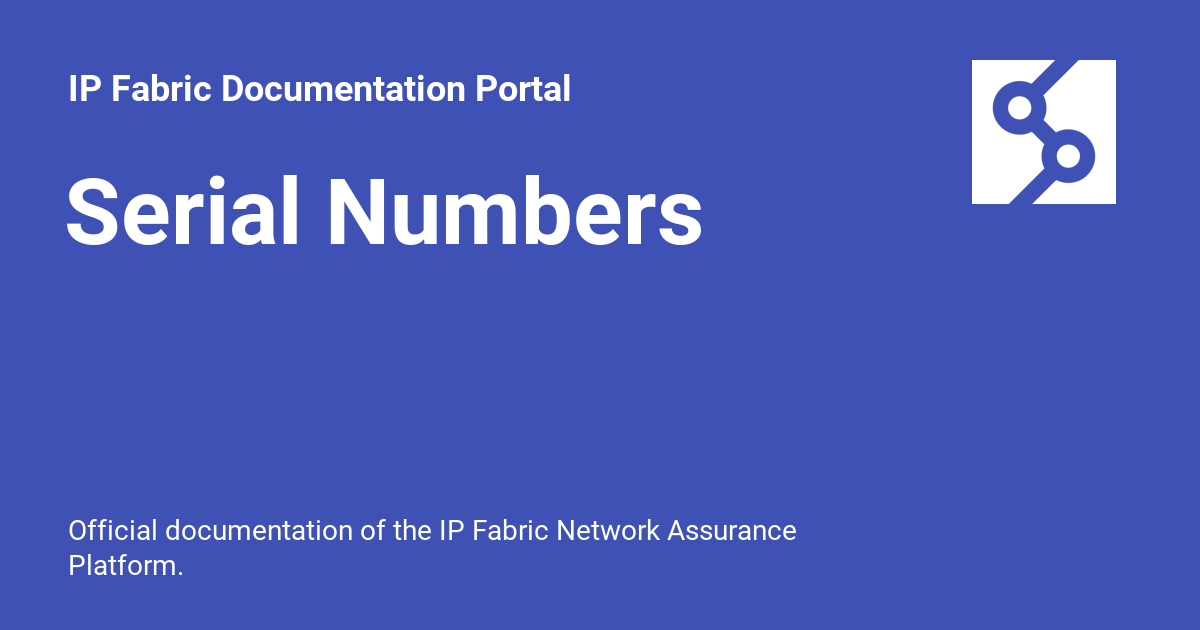 IP Fabric Documentation Portal
Serial Numbers
Official documentation of the IP Fabric Network Assurance
Platform.